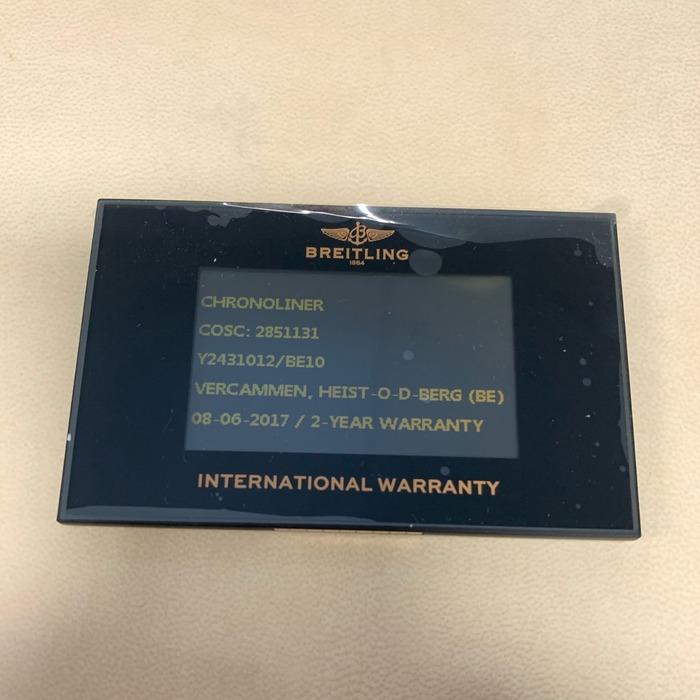 BREITLING
1884
CHRONOLINER
COSC: 2851131
Y2431012/BE10
VERCAMMEN, HEIST-O-D-BERG (BE)
08-06-2017 / 2-YEAR WARRANTY
INTERNATIONAL WARRANTY